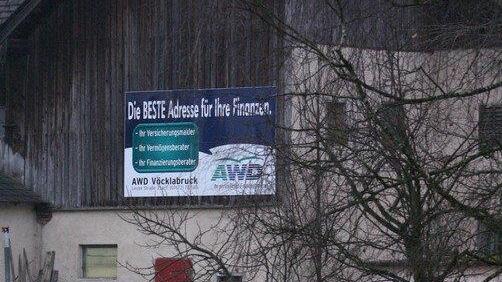 Die BESTE Adresse für Ihre Finanzen.
- Ihr Versicherungsmakler
- Ihr Vermögensberater
- Ihr Finanzierungsberater
AWD
AWD Vöcklabruck